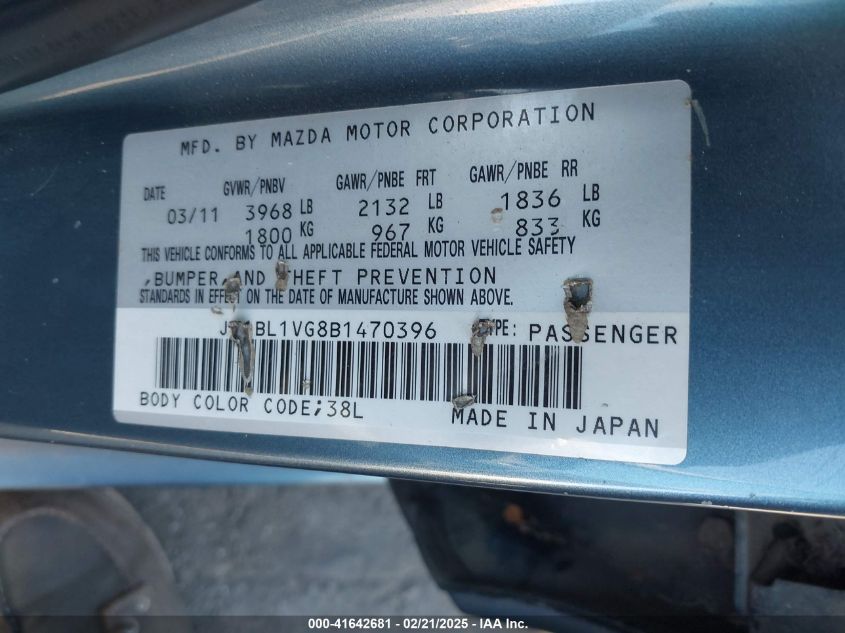 MFD. BY MAZDA MOTOR CORPORATION
DATE GVWR/PNBV GAWR/PNBE FRT GAWR/PNBE RR
03/11 3968 LB 2132 LB 1836 LB
1800 KG 967 KG 833 KG
THIS VEHICLE CONFORMS TO ALL APPLICABLE FEDERAL MOTOR VEHICLE SAFETY
,BUMPER,AND THEFT PREVENTION
STANDARDS IN EFFECT ON THE DATE OF MANUFACTURE SHOWN ABOVE.
TYPE: PASSENGER
BODY COLOR CODE;38L MADE IN JAPAN
000-41642681 - 02/21/2025 - IAA Inc.